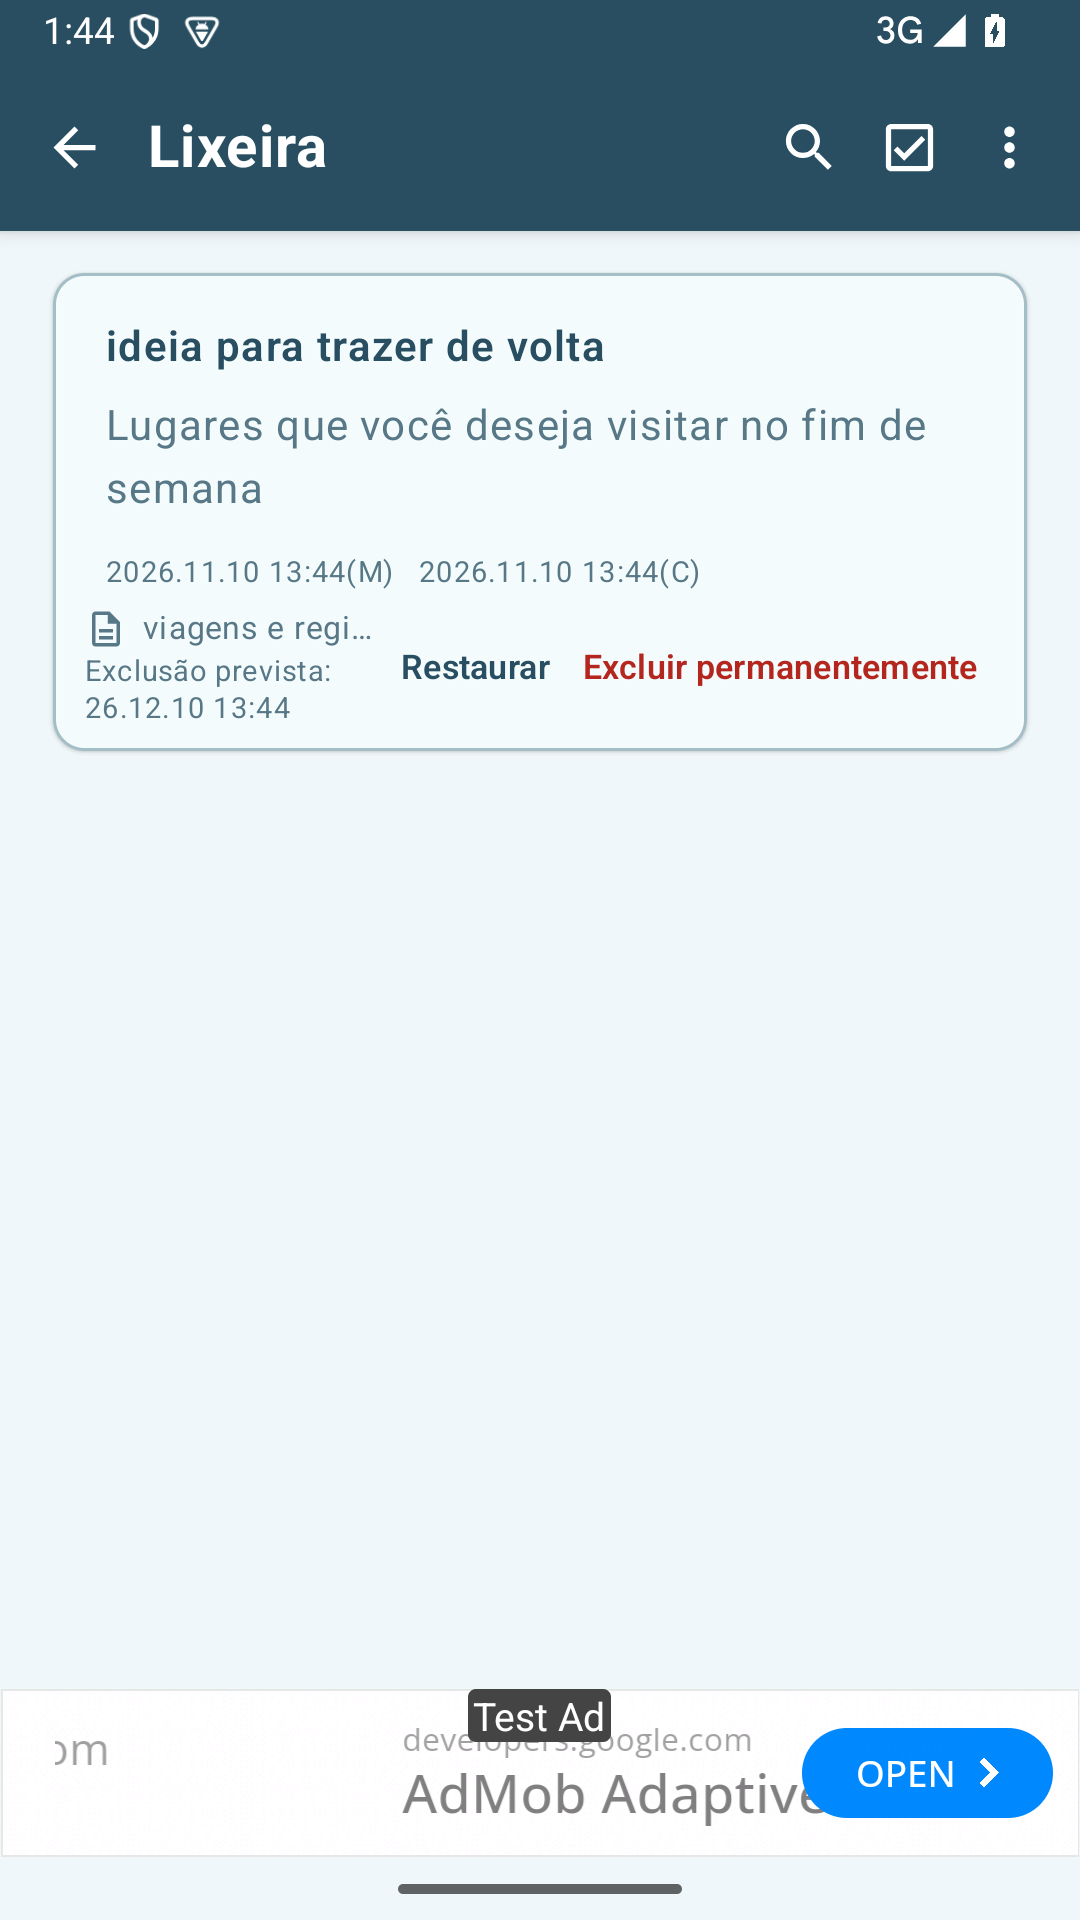 1:44
3G
Lixeira
ideia para trazer de volta
Lugares que você deseja visitar no fim de
semana
2026.11.10 13:44(M) 2026.11.10 13:44(C)
viagens e regi...
Exclusão prevista:
26.12.10 13:44
Restaurar Excluir permanentemente
Test Ad
om
developers.google.com
AdMob Adaptive
OPEN